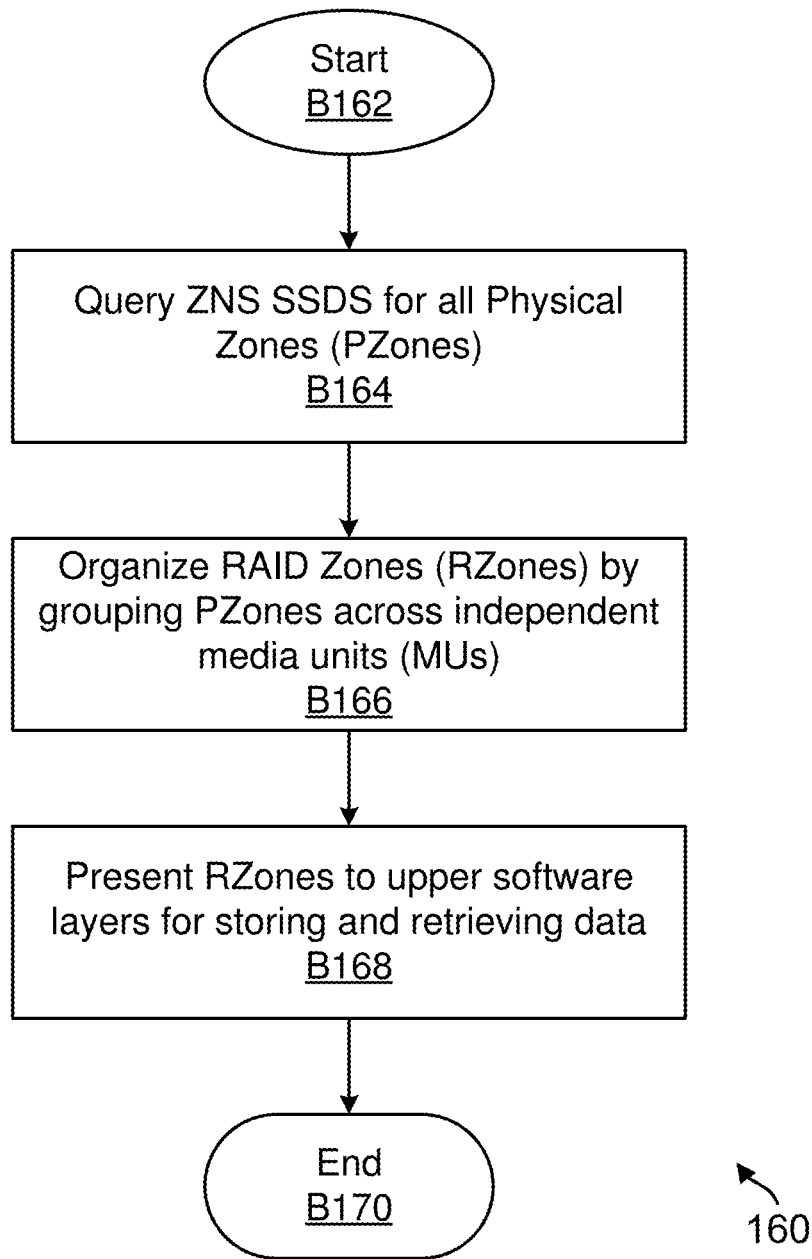 Start
B162
Query ZNS SSDS for all Physical
Zones (PZones)
B164
Organize RAID Zones (RZones) by
grouping PZones across independent
media units (MUs)
B166
Present RZones to upper software
layers for storing and retrieving data
B168
End
B170
160